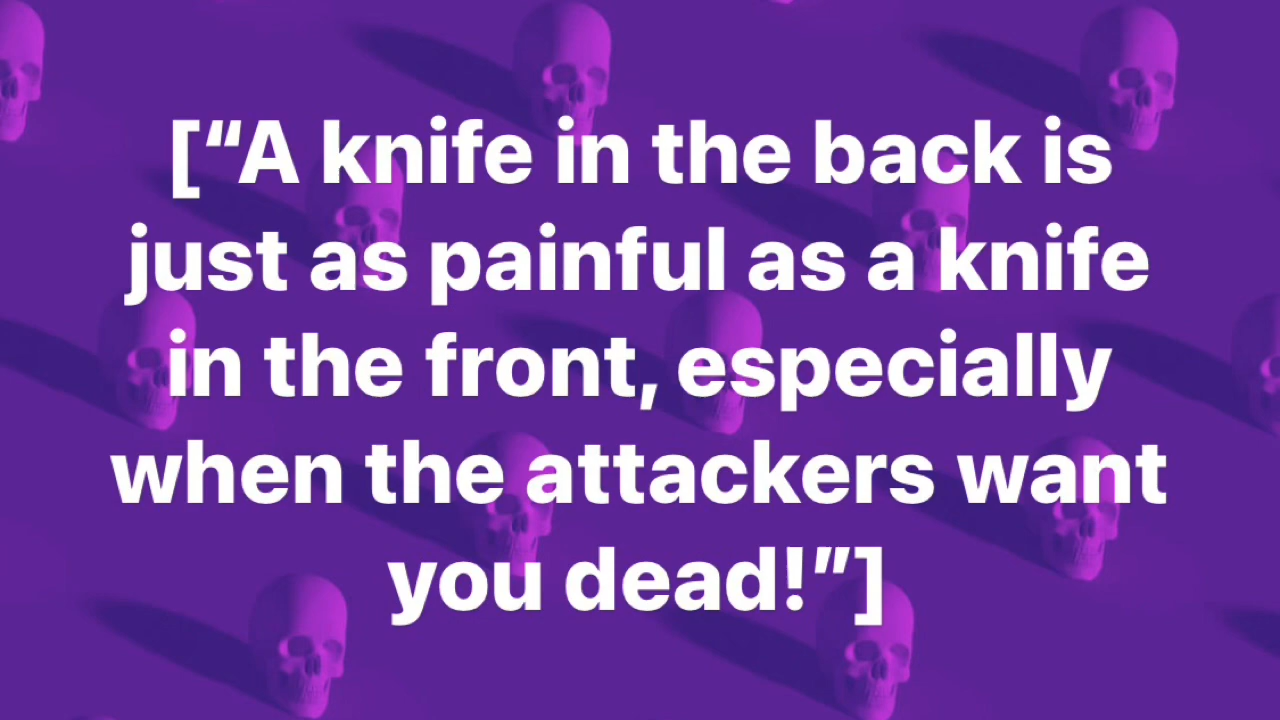 [“A knife in the back is
just as painful as a knife
in the front, especially
when the attackers want
you dead!”]